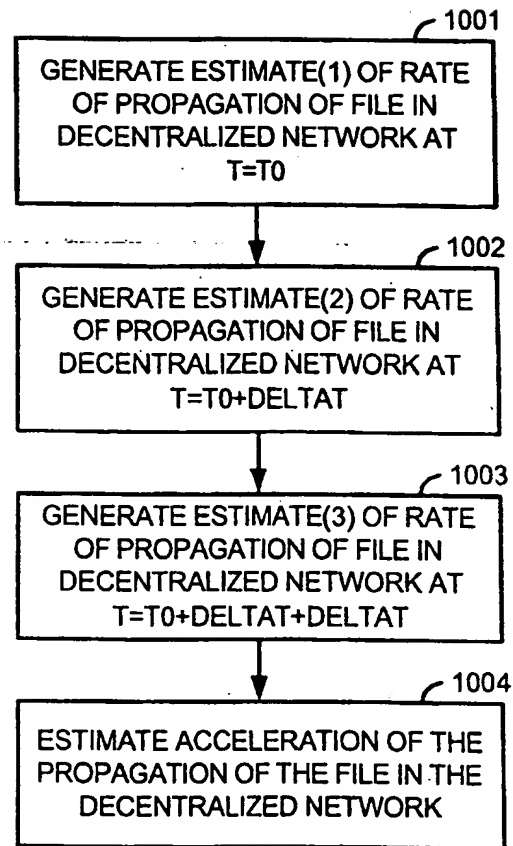 1001
GENERATE ESTIMATE(1) OF RATE
OF PROPAGATION OF FILE IN
DECENTRALIZED NETWORK AT
T=T0
1002
GENERATE ESTIMATE(2) OF RATE
OF PROPAGATION OF FILE IN
DECENTRALIZED NETWORK AT
T=T0+DELTAT
1003
GENERATE ESTIMATE(3) OF RATE
OF PROPAGATION OF FILE IN
DECENTRALIZED NETWORK AT
T=T0+DELTAT+DELTAT
1004
ESTIMATE ACCELERATION OF THE
PROPAGATION OF THE FILE IN THE
DECENTRALIZED NETWORK